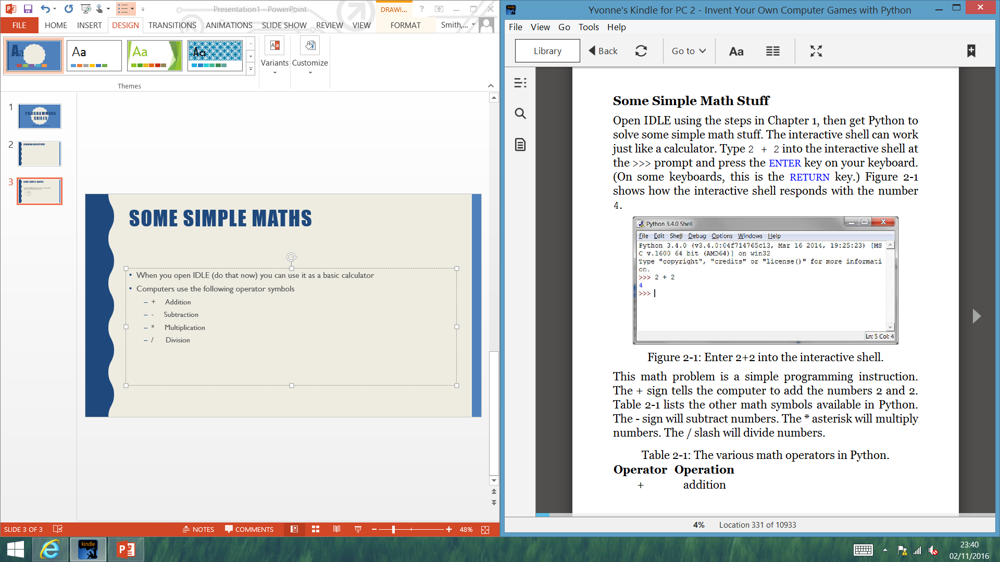 Presentation1 - PowerPoint
DRAWI...
?
FILE
HOME
INSERT
DESIGN
TRANSITIONS
ANIMATIONS
SLIDE SHOW
REVIEW
VIEW
FORMAT
Smith,...
Aa
Aa
Aa
Aa
Variants
Customize
Themes
1
PROGRAMMING
SKILLS
2
LEARNING OBJECTIVES
3
SOME SIMPLE MATHS
SOME SIMPLE MATHS
• When you open IDLE (do that now) you can use it as a basic calculator
• Computers use the following operator symbols
– + Addition
– - Subtraction
– * Multiplication
– / Division
SLIDE 3 OF 3
NOTES
COMMENTS
48%
Yvonne's Kindle for PC 2 - Invent Your Own Computer Games with Python
File View Go Tools Help
Library
Back
Go to
Aa
Some Simple Math Stuff
Open IDLE using the steps in Chapter 1, then get Python to
solve some simple math stuff. The interactive shell can work
just like a calculator. Type 2 + 2 into the interactive shell at
the >>> prompt and press the ENTER key on your keyboard.
(On some keyboards, this is the RETURN key.) Figure 2-1
shows how the interactive shell responds with the number
4.
Python 3.4.0 Shell
File Edit Shell Debug Options Windows Help
Python 3.4.0 (v3.4.0:04f714765c13, Mar 16 2014, 19:25:23) [MS
C v.1600 64 bit (AMD64)] on win32
Type "copyright", "credits" or "license()" for more informati
on.
>>> 2 + 2
4
>>>
Ln: 5 Col: 4
Figure 2-1: Enter 2+2 into the interactive shell.
This math problem is a simple programming instruction.
The + sign tells the computer to add the numbers 2 and 2.
Table 2-1 lists the other math symbols available in Python.
The - sign will subtract numbers. The * asterisk will multiply
numbers. The / slash will divide numbers.
Table 2-1: The various math operators in Python.
Operator Operation
+ addition
4%
Location 331 of 10933
kindle
23:40
02/11/2016